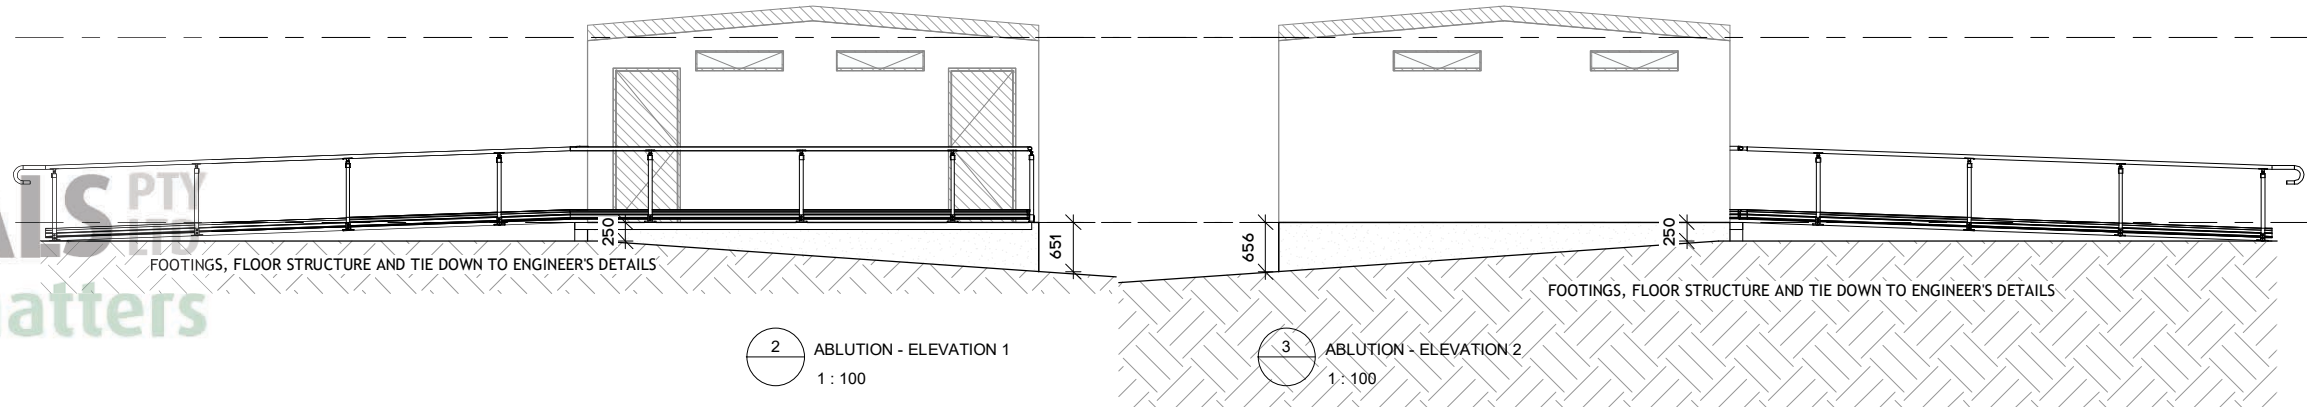 ALS PTY
LTD
matters
250
651
656
250
FOOTINGS, FLOOR STRUCTURE AND TIE DOWN TO ENGINEER'S DETAILS
FOOTINGS, FLOOR STRUCTURE AND TIE DOWN TO ENGINEER'S DETAILS
2 ABLUTION - ELEVATION 1
1 : 100
3 ABLUTION - ELEVATION 2
1 : 100